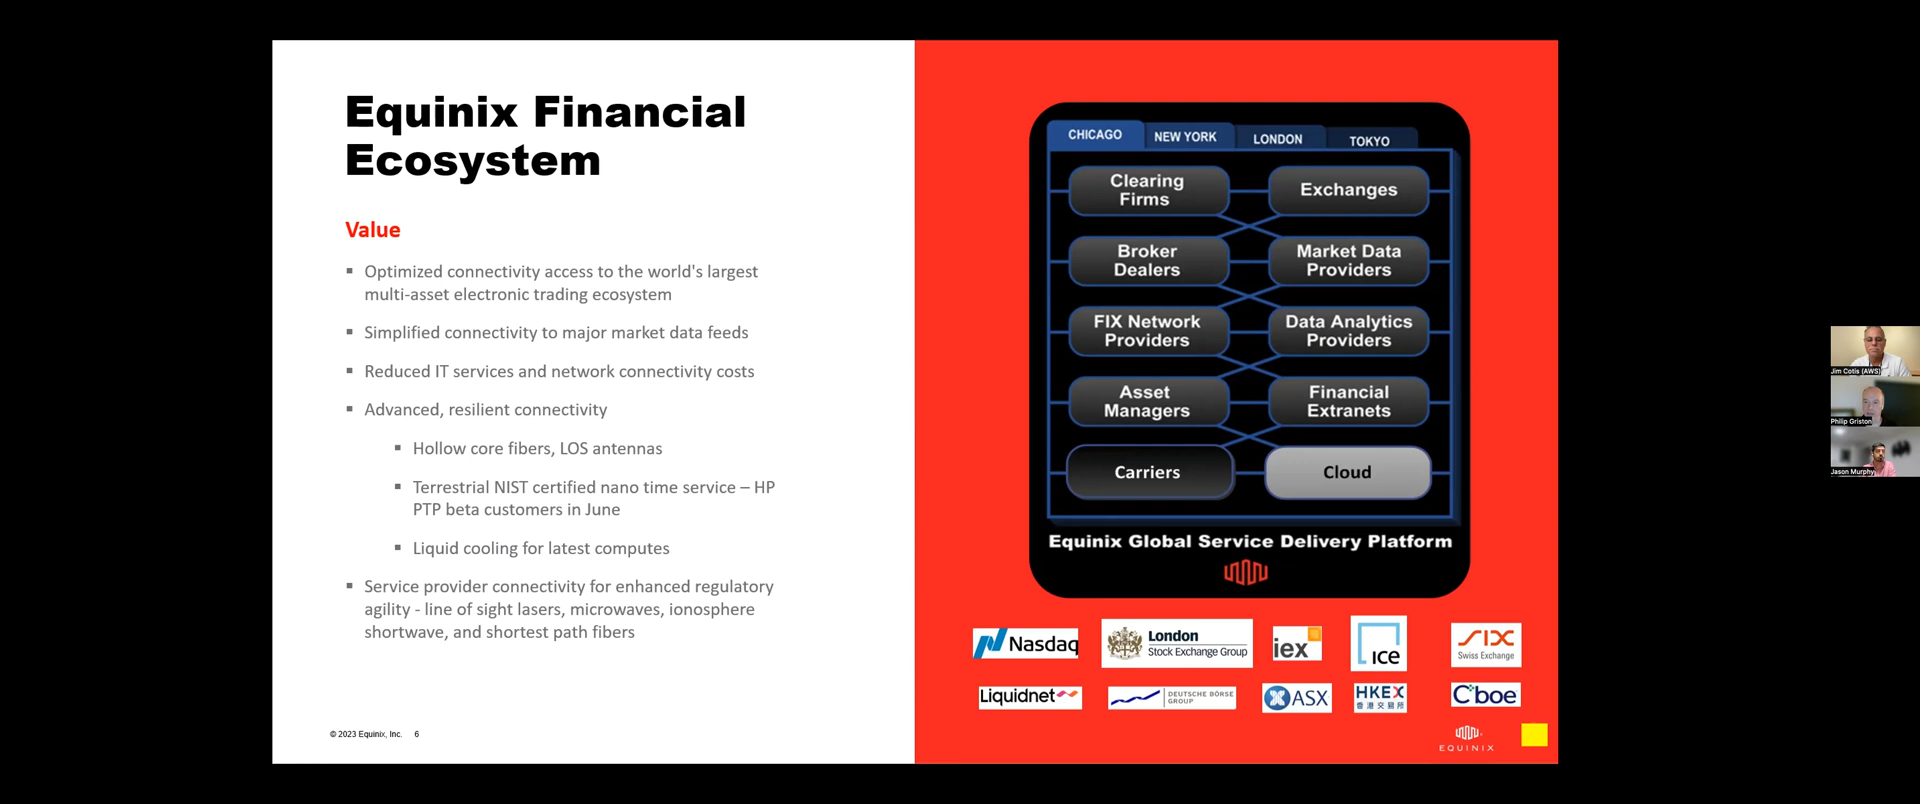 Equinix Financial
Ecosystem
Value
▪ Optimized connectivity access to the world's largest
multi-asset electronic trading ecosystem
▪ Simplified connectivity to major market data feeds
▪ Reduced IT services and network connectivity costs
▪ Advanced, resilient connectivity
▪ Hollow core fibers, LOS antennas
▪ Terrestrial NIST certified nano time service – HP
PTP beta customers in June
▪ Liquid cooling for latest computes
▪ Service provider connectivity for enhanced regulatory
agility - line of sight lasers, microwaves, ionosphere
shortwave, and shortest path fibers
© 2023 Equinix, Inc. 6
CHICAGO NEW YORK LONDON TOKYO
Clearing
Firms
Exchanges
Broker
Dealers
Market Data
Providers
FIX Network
Providers
Data Analytics
Providers
Asset
Managers
Financial
Extranets
Carriers
Cloud
Equinix Global Service Delivery Platform
Nasdaq
London
Stock Exchange Group
iex
ice
SIX
Swiss Exchange
Liquidnet
DEUTSCHE BÖRSE
GROUP
ASX
HKEX
香港交易所
Cboe
EQUINIX
Jim Cotis (AWS)
Philip Griston
Jason Murphy